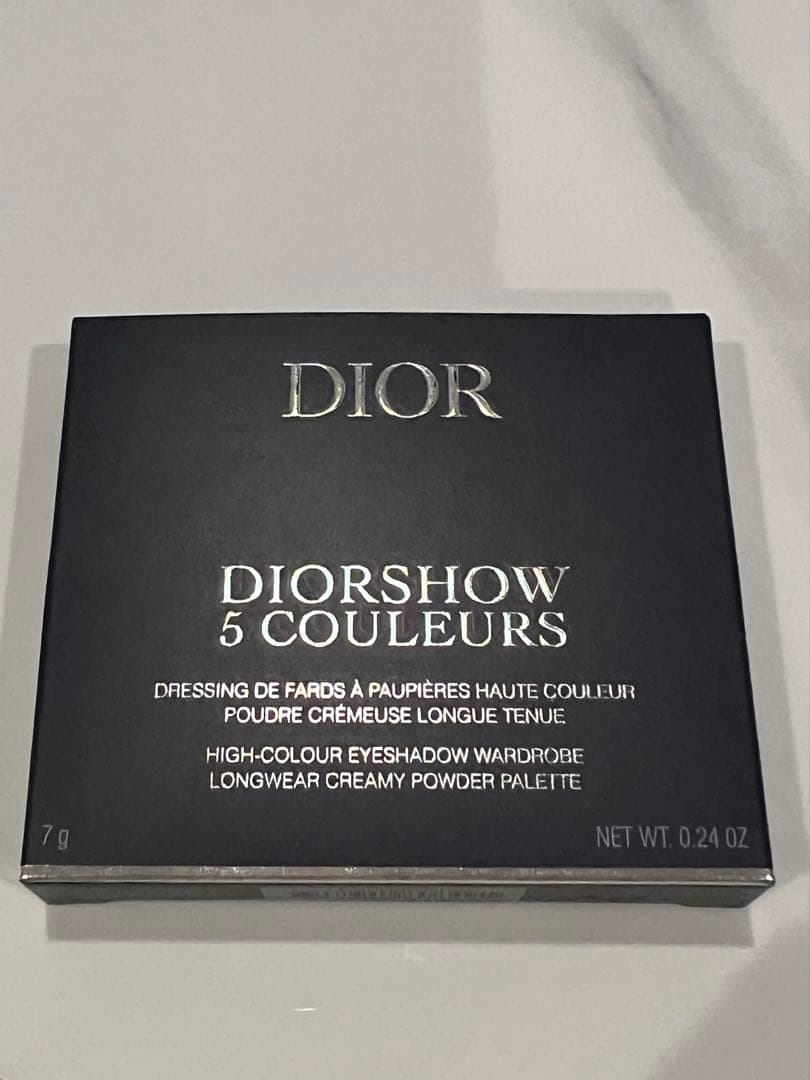 DIOR
DIORSHOW
5 COULEURS
DRESSING DE FARDS À PAUPIÈRES HAUTE COULEUR
POUDRE CRÉMEUSE LONGUE TENUE
HIGH-COLOUR EYESHADOW WARDROBE
LONGWEAR CREAMY POWDER PALETTE
7 g
NET WT. 0.24 OZ